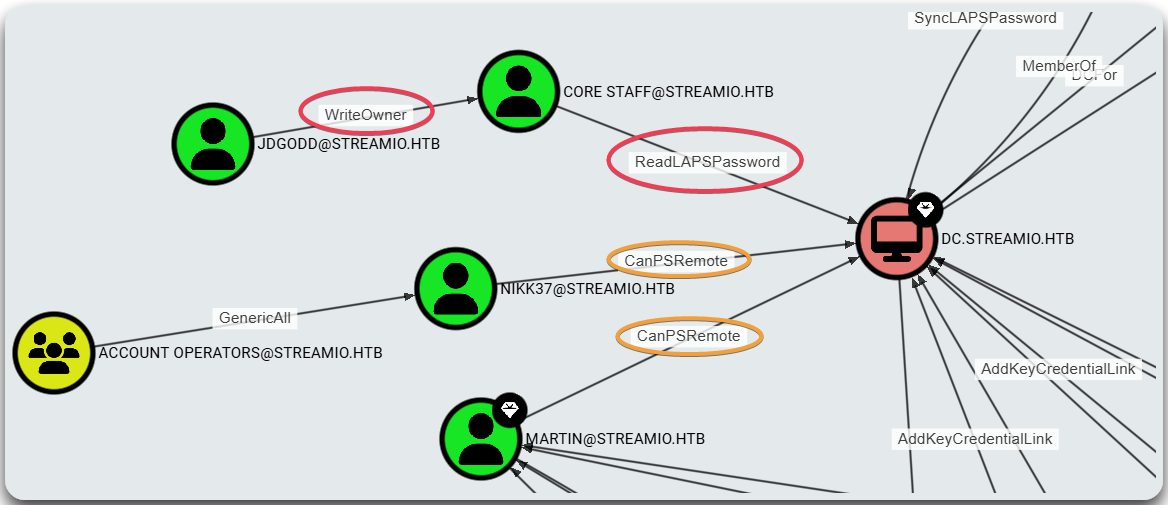 SyncLAPSPassword
MemberOf
DCFor
CORE STAFF@STREAMIO.HTB
WriteOwner
JDGODD@STREAMIO.HTB
ReadLAPSPassword
DC.STREAMIO.HTB
CanPSRemote
NIKK37@STREAMIO.HTB
GenericAll
CanPSRemote
ACCOUNT OPERATORS@STREAMIO.HTB
AddKeyCredentialLink
MARTIN@STREAMIO.HTB
AddKeyCredentialLink